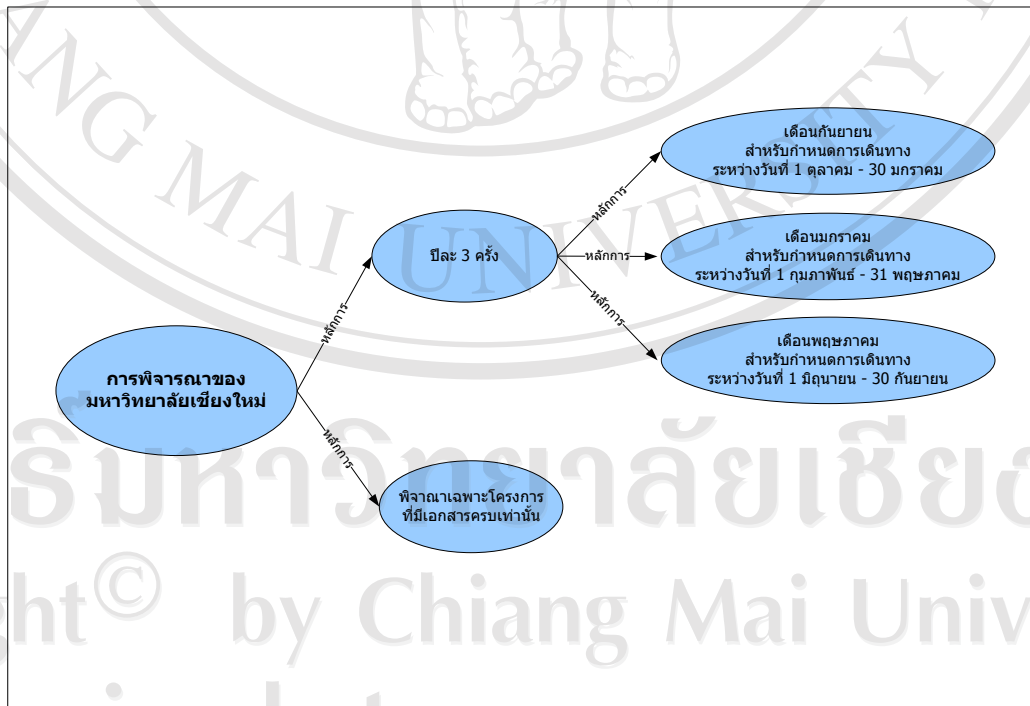 การพิจารณาของ
มหาวิทยาลัยเชียงใหม่
หลักการ
ปีละ 3 ครั้ง
หลักการ
เดือนกันยายน
สำหรับกำหนดการเดินทาง
ระหว่างวันที่ 1 ตุลาคม - 30 มกราคม
หลักการ
เดือนมกราคม
สำหรับกำหนดการเดินทาง
ระหว่างวันที่ 1 กุมภาพันธ์ - 31 พฤษภาคม
หลักการ
เดือนพฤษภาคม
สำหรับกำหนดการเดินทาง
ระหว่างวันที่ 1 มิถุนายน - 30 กันยายน
หลักการ
พิจาณาเฉพาะโครงการ
ที่มีเอกสารครบเท่านั้น
ANG MAI UNIVERSITY
ธิ์มหาวิทยาลัยเชียง
ght© by Chiang Mai Univ